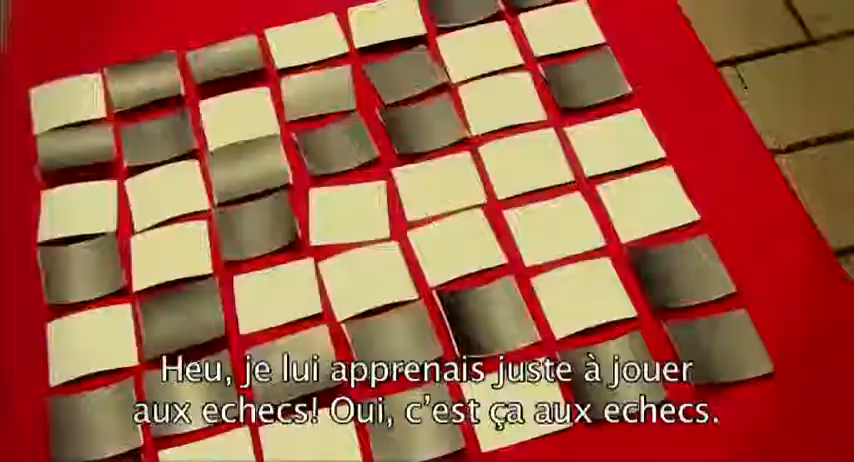 Heu, je lui apprenais juste à jouer
aux echecs! Oui, c'est ça aux echecs.